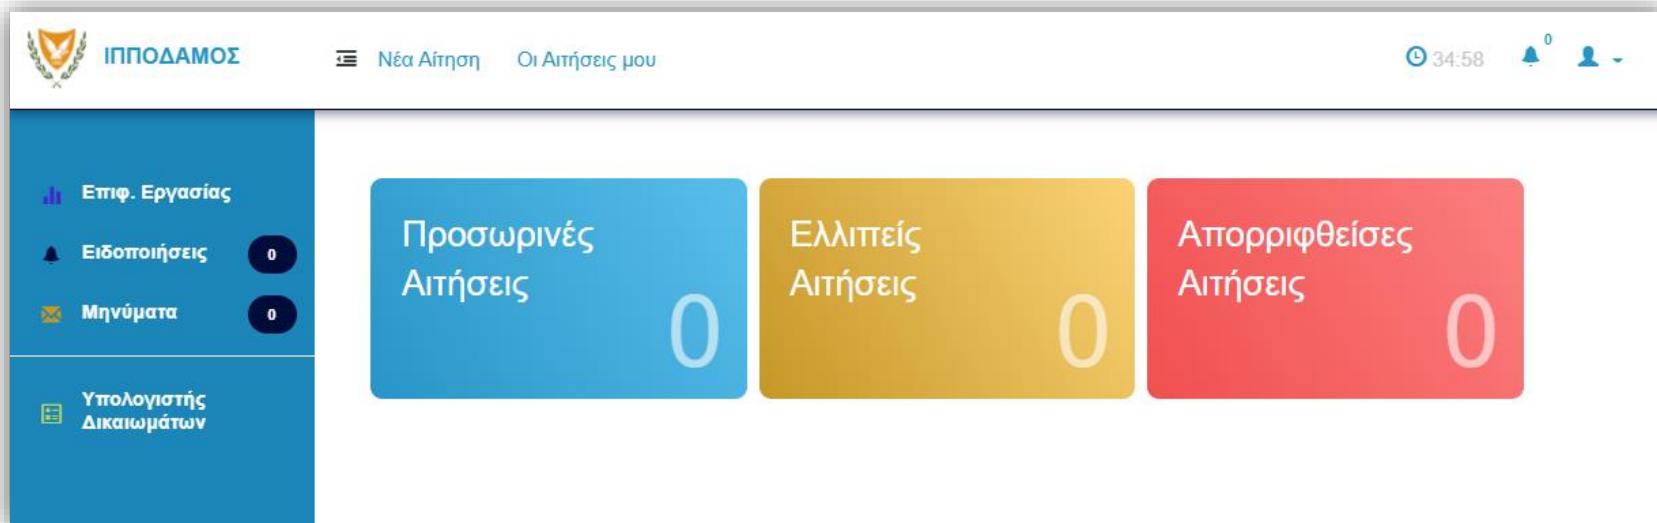 ΙΠΠΟΔΑΜΟΣ
Νέα Αίτηση Οι Αιτήσεις μου
34:58
0
Επιφ. Εργασίας
Ειδοποιήσεις 0
Μηνύματα 0
Υπολογιστής
Δικαιωμάτων
Προσωρινές
Αιτήσεις
0
Ελλιπείς
Αιτήσεις
0
Απορριφθείσες
Αιτήσεις
0